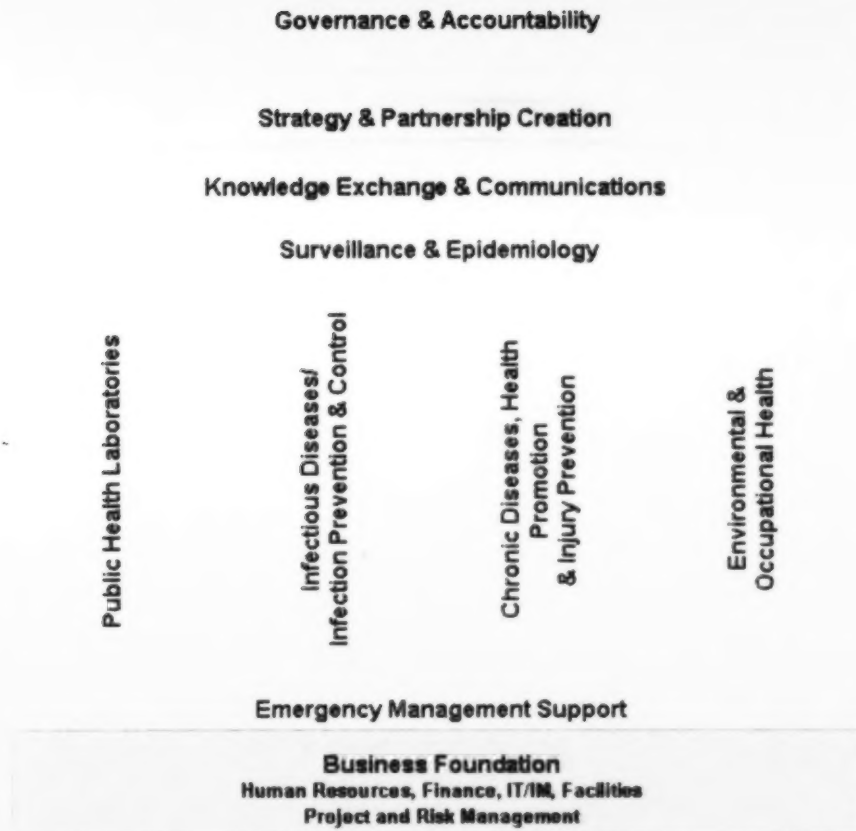 Governance & Accountability
Strategy & Partnership Creation
Knowledge Exchange & Communications
Surveillance & Epidemiology
Public Health Laboratories
Infectious Diseases/
Infection Prevention & Control
Chronic Diseases, Health
Promotion
& Injury Prevention
Environmental &
Occupational Health
Emergency Management Support
Business Foundation
Human Resources, Finance, IT/IM, Facilities
Project and Risk Management